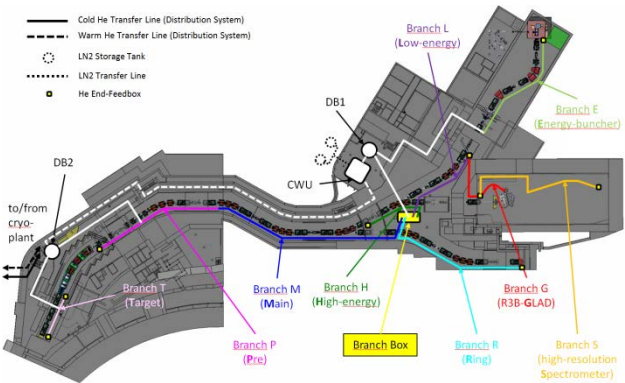 Cold He Transfer Line (Distribution System)
Warm He Transfer Line (Distribution System)
LN2 Storage Tank
LN2 Transfer Line
He End-Feedbox
Branch L
(Low-energy)
DB1
Branch E
(Energy-buncher)
DB2
CWU
to/from
cryo-
plant
Branch T
(Target)
Branch M
(Main)
Branch H
(High-energy)
Branch G
(R3B-GLAD)
Branch P
(Pre)
Branch Box
Branch R
(Ring)
Branch S
(high-resolution
Spectrometer)